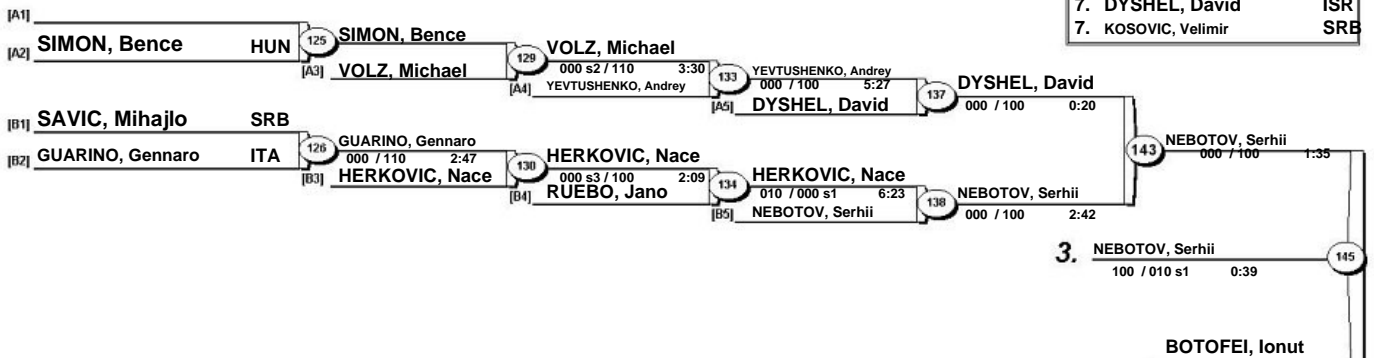 7. DYSHEL, David ISR
7. KOSOVIC, Velimir SRB
[A1]
[A2] SIMON, Bence HUN
125
SIMON, Bence
[A3] VOLZ, Michael
129
VOLZ, Michael
000 s2 / 110 3:30
[A4] YEVTUSHENKO, Andrey
133
YEVTUSHENKO, Andrey
000 / 100 5:27
[A5] DYSHEL, David
137
DYSHEL, David
000 / 100 0:20
[B1] SAVIC, Mihajlo SRB
[B2] GUARINO, Gennaro ITA
126
GUARINO, Gennaro
000 / 110 2:47
[B3] HERKOVIC, Nace
130
HERKOVIC, Nace
000 s3 / 100 2:09
[B4] RUEBO, Jano
134
HERKOVIC, Nace
010 / 000 s1 6:23
[B5] NEBOTOV, Serhii
138
NEBOTOV, Serhii
000 / 100 2:42
143
NEBOTOV, Serhii
000 / 100 1:35
3. NEBOTOV, Serhii
100 / 010 s1 0:39
145
BOTOFEI, Ionut